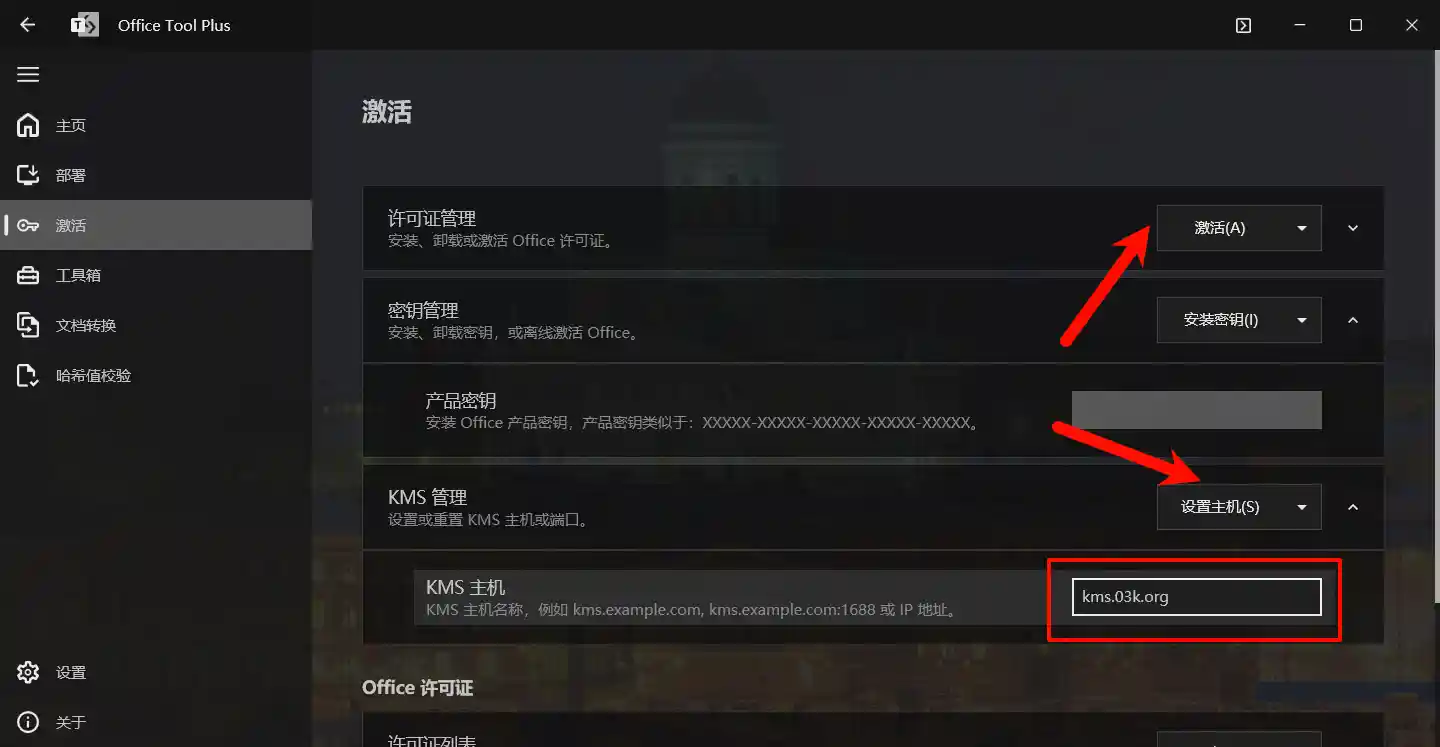 Office Tool Plus
主页
部署
激活
工具箱
文档转换
哈希值校验
设置
关于
激活
许可证管理
安装、卸载或激活 Office 许可证。
激活(A)
密钥管理
安装、卸载密钥，或离线激活 Office。
安装密钥(I)
产品密钥
安装 Office 产品密钥，产品密钥类似于：XXXXX-XXXXX-XXXXX-XXXXX-XXXXX。
KMS 管理
设置或重置 KMS 主机或端口。
设置主机(S)
KMS 主机
KMS 主机名称，例如 kms.example.com, kms.example.com:1688 或 IP 地址。
kms.03k.org
Office 许可证
许可证列表